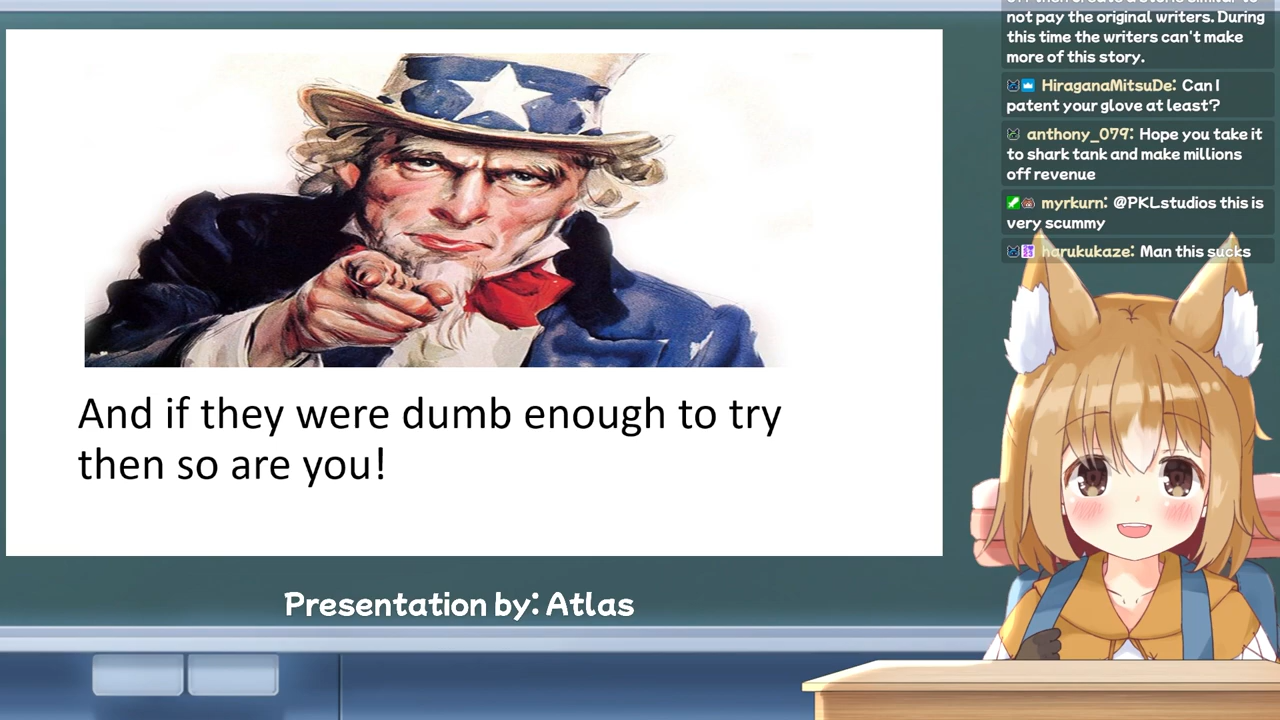 And if they were dumb enough to try
then so are you!
Presentation by: Atlas
not pay the original writers. During
this time the writers can't make
more of this story.
HiraganaMitsuDe: Can I
patent your glove at least?
anthony_079: Hope you take it
to shark tank and make millions
off revenue
myrkurn: @PKLstudios this is
very scummy
harukukaze: Man this sucks